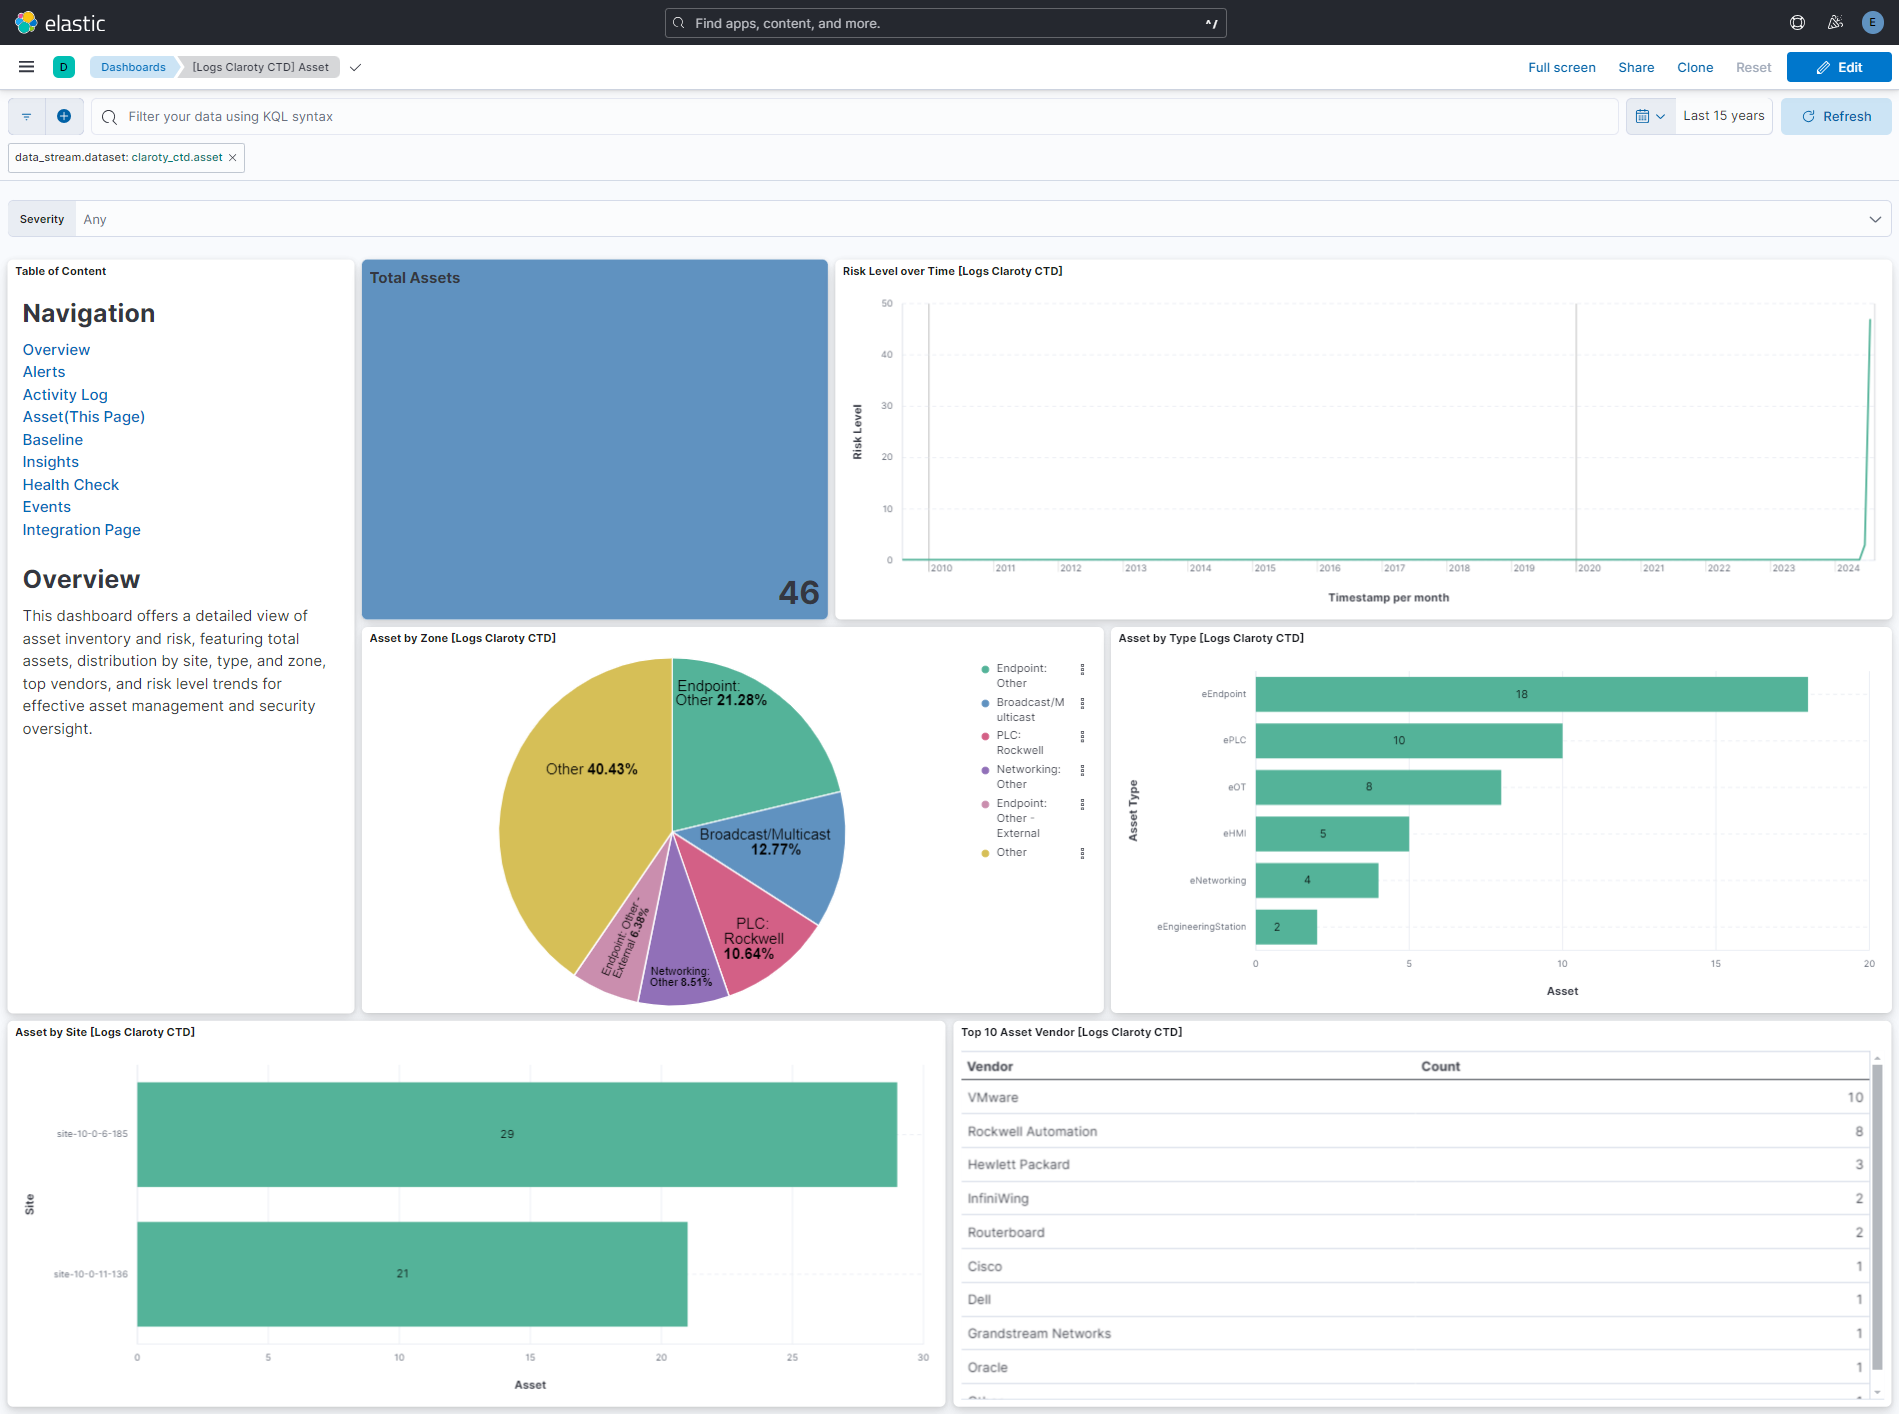 elastic
Find apps, content, and more.
^/
E
D
Dashboards
[Logs Claroty CTD] Asset
Full screen
Share
Clone
Reset
Edit
Filter your data using KQL syntax
Last 15 years
Refresh
data_stream.dataset: claroty_ctd.asset
Severity
Any
Table of Content
Navigation
Overview
Alerts
Activity Log
Asset(This Page)
Baseline
Insights
Health Check
Events
Integration Page
Overview
This dashboard offers a detailed view of
asset inventory and risk, featuring total
assets, distribution by site, type, and zone,
top vendors, and risk level trends for
effective asset management and security
oversight.
Total Assets
46
Risk Level over Time [Logs Claroty CTD]
50
40
30
20
10
0
Risk Level
2010
2011
2012
2013
2014
2015
2016
2017
2018
2019
2020
2021
2022
2023
2024
Timestamp per month
Asset by Zone [Logs Claroty CTD]
Endpoint:
Other 21.28%
Other 40.43%
Broadcast/Multicast
12.77%
PLC:
Rockwell
10.64%
Networking:
Other 8.51%
Endpoint: Other -
External 6.38%
Endpoint:
Other
Broadcast/M
ulticast
PLC:
Rockwell
Networking:
Other
Endpoint:
Other -
External
Other
Asset by Type [Logs Claroty CTD]
Asset Type
eEndpoint
18
ePLC
10
eOT
8
eHMI
5
eNetworking
4
eEngineeringStation
2
0
5
10
15
20
Asset
Asset by Site [Logs Claroty CTD]
Site
site-10-0-6-185
29
site-10-0-11-136
21
0
5
10
15
20
25
30
Asset
Top 10 Asset Vendor [Logs Claroty CTD]
Vendor
Count
VMware
10
Rockwell Automation
8
Hewlett Packard
3
InfiniWing
2
Routerboard
2
Cisco
1
Dell
1
Grandstream Networks
1
Oracle
1